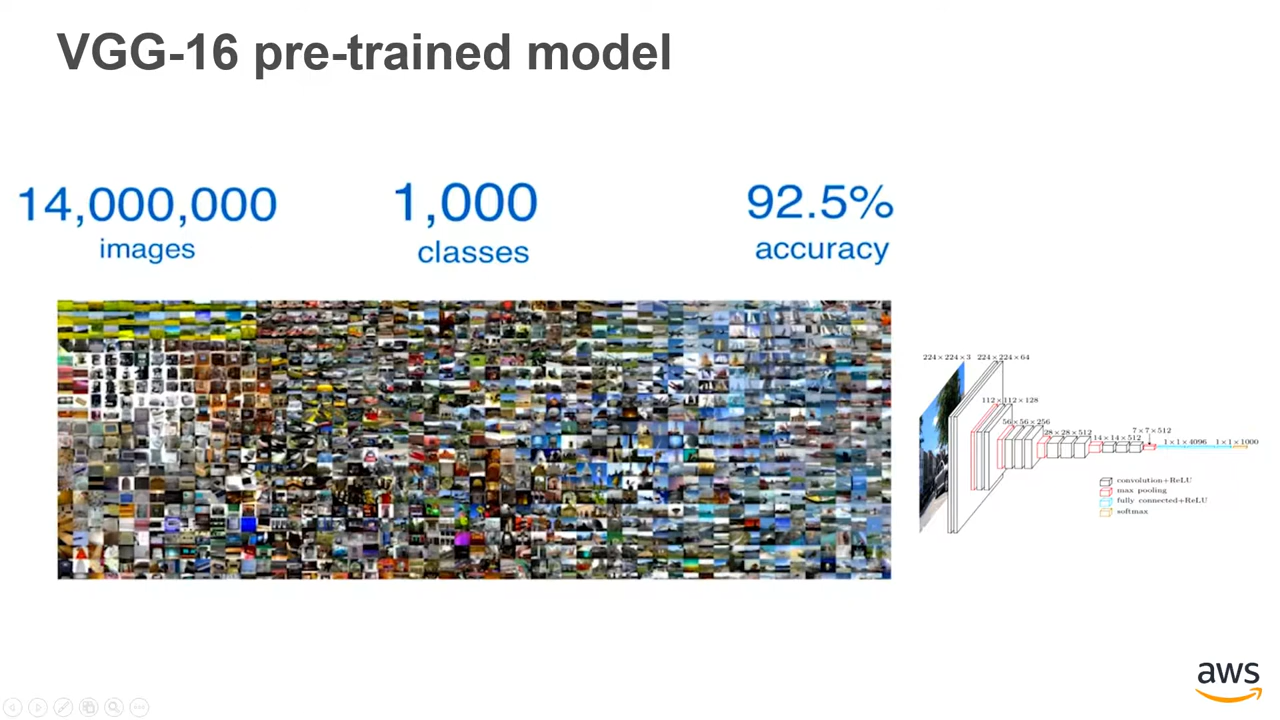 VGG-16 pre-trained model
14,000,000
images
1,000
classes
92.5%
accuracy
224×224×3
224×224×64
112×112×128
56×56×256
28×28×512
14×14×512
7×7×512
1×1×4096
1×1×1000
convolution+ReLU
max pooling
fully connected+ReLU
softmax
aws